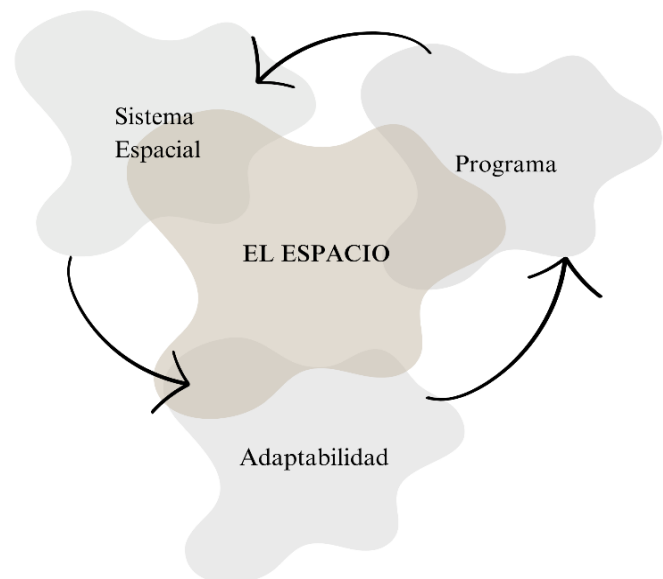 Sistema
Espacial
Programa
EL ESPACIO
Adaptabilidad